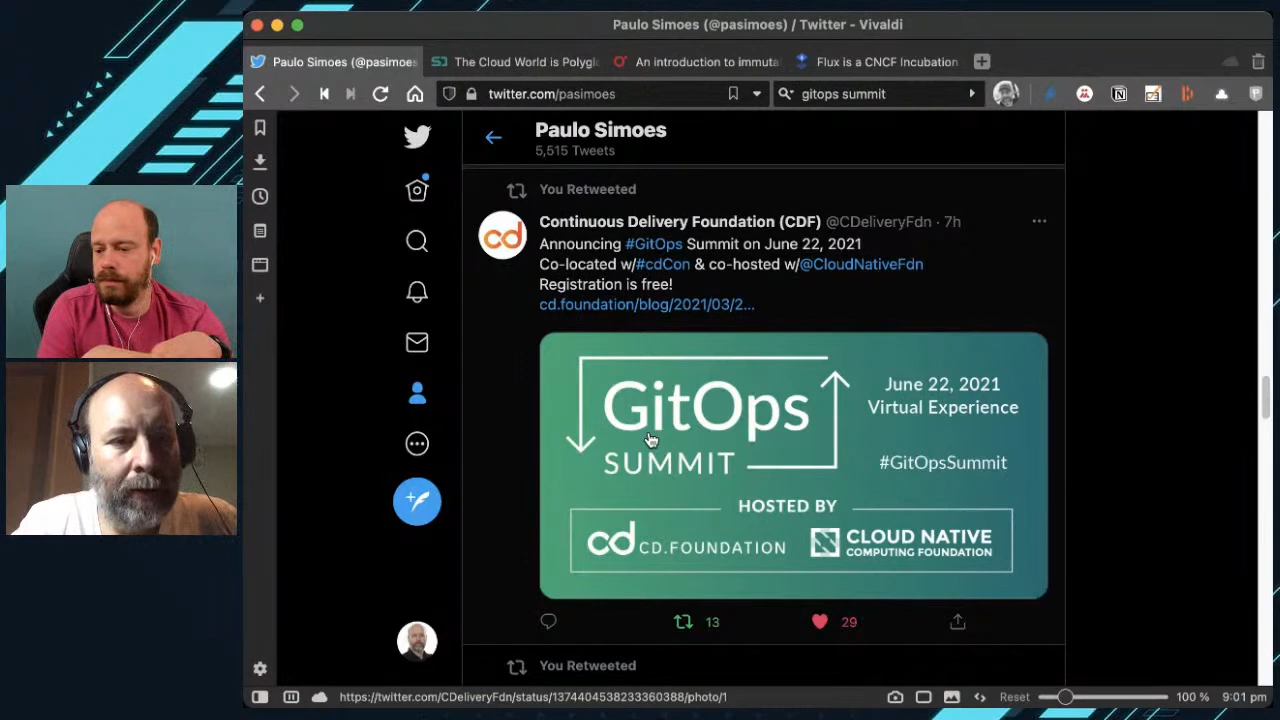 Paulo Simoes (@pasimoes) / Twitter - Vivaldi
Paulo Simoes (@pasimoes
The Cloud World is Polyglo
An introduction to immuta
Flux is a CNCF Incubation
twitter.com/pasimoes
gitops summit
Paulo Simoes
5,515 Tweets
You Retweeted
Continuous Delivery Foundation (CDF) @CDeliveryFdn · 7h
Announcing #GitOps Summit on June 22, 2021
Co-located w/#cdCon & co-hosted w/@CloudNativeFdn
Registration is free!
cd.foundation/blog/2021/03/2...
cd
GitOps
SUMMIT
June 22, 2021
Virtual Experience
#GitOpsSummit
HOSTED BY
cd CD.FOUNDATION
CLOUD NATIVE
COMPUTING FOUNDATION
13
29
You Retweeted
https://twitter.com/CDeliveryFdn/status/1374404538233360388/photo/1
Reset
100 %
9:01 pm